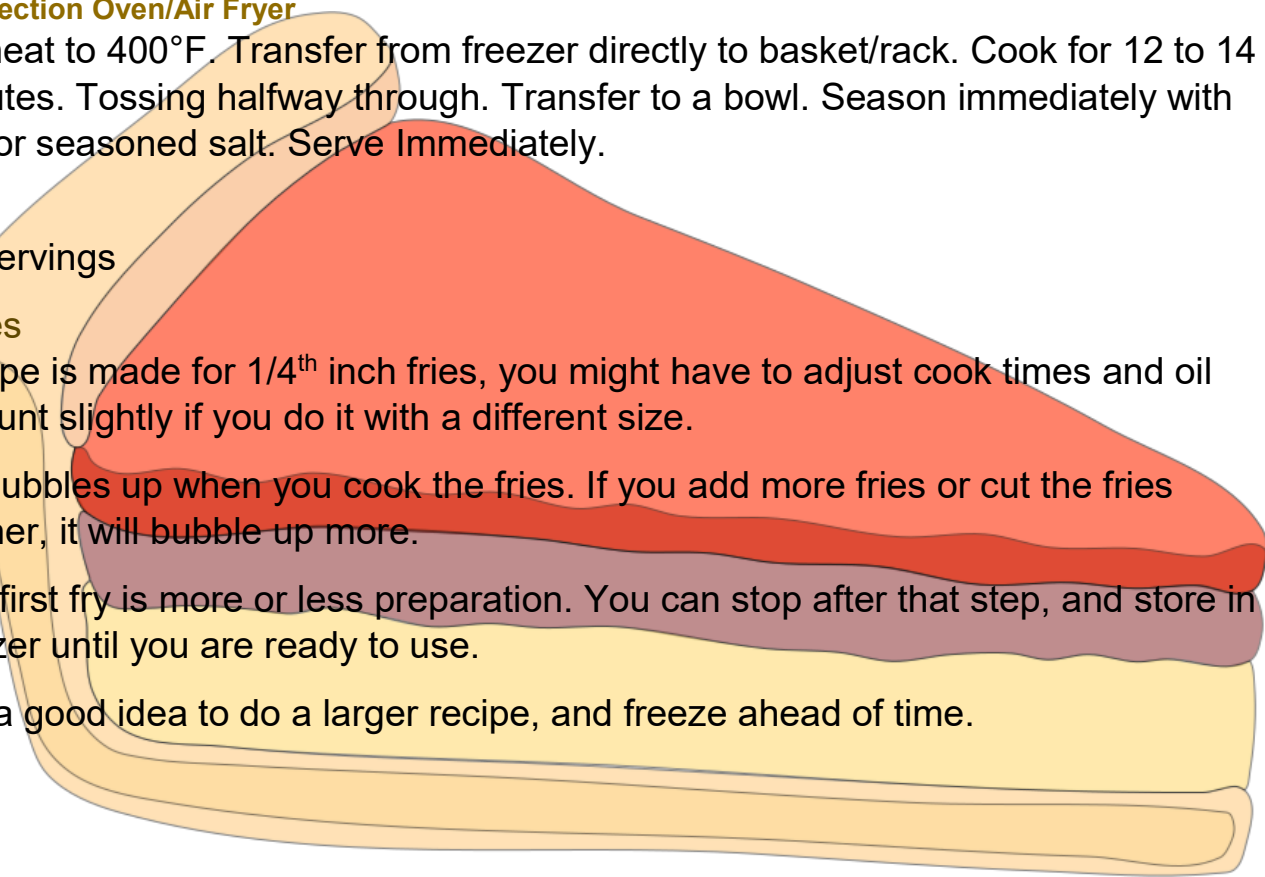 ection Oven/Air Fryer
eat to 400°F. Transfer from freezer directly to basket/rack. Cook for 12 to 14
tes. Tossing halfway through. Transfer to a bowl. Season immediately with
or seasoned salt. Serve Immediately.
ervings
es
pe is made for 1/4th inch fries, you might have to adjust cook times and oil
unt slightly if you do it with a different size.
ubbles up when you cook the fries. If you add more fries or cut the fries
er, it will bubble up more.
first fry is more or less preparation. You can stop after that step, and store in
zer until you are ready to use.
a good idea to do a larger recipe, and freeze ahead of time.